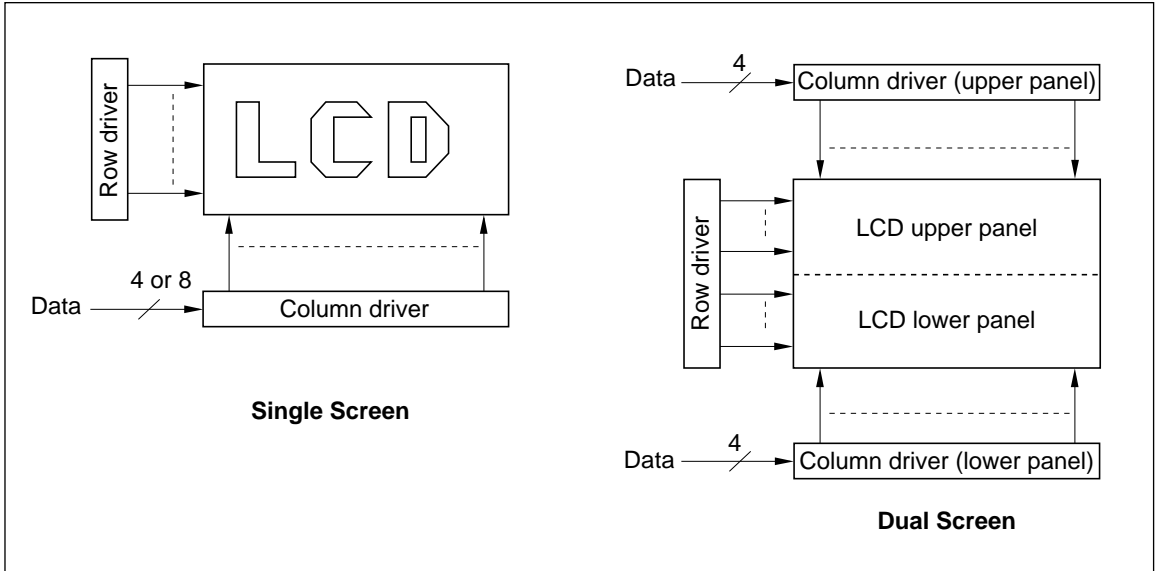 Row driver
LCD
4 or 8
Data
Column driver
Single Screen
4
Data
Column driver (upper panel)
Row driver
LCD upper panel
LCD lower panel
4
Data
Column driver (lower panel)
Dual Screen